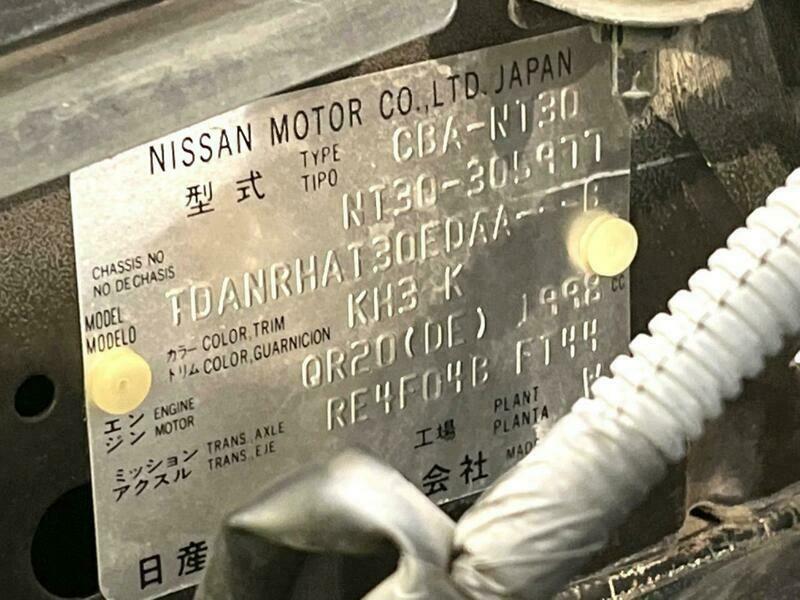 NISSAN MOTOR CO.,LTD. JAPAN
型式 TYPE TIPO CBA-NT30
CHASSIS NO NO DE CHASIS NT30-305977
MODEL MODELO TDANRHAT30EDAA---B
カラー COLOR,TRIM トリム COLOR,GUARNICION KH3 K
エンジン ENGINE MOTOR QR20(DE) 1998 CC
ミッション アクスル TRANS.,AXLE TRANS.,EJE RE4F04B FT44
工場 PLANT PLANTA W
日産 会社 MADE